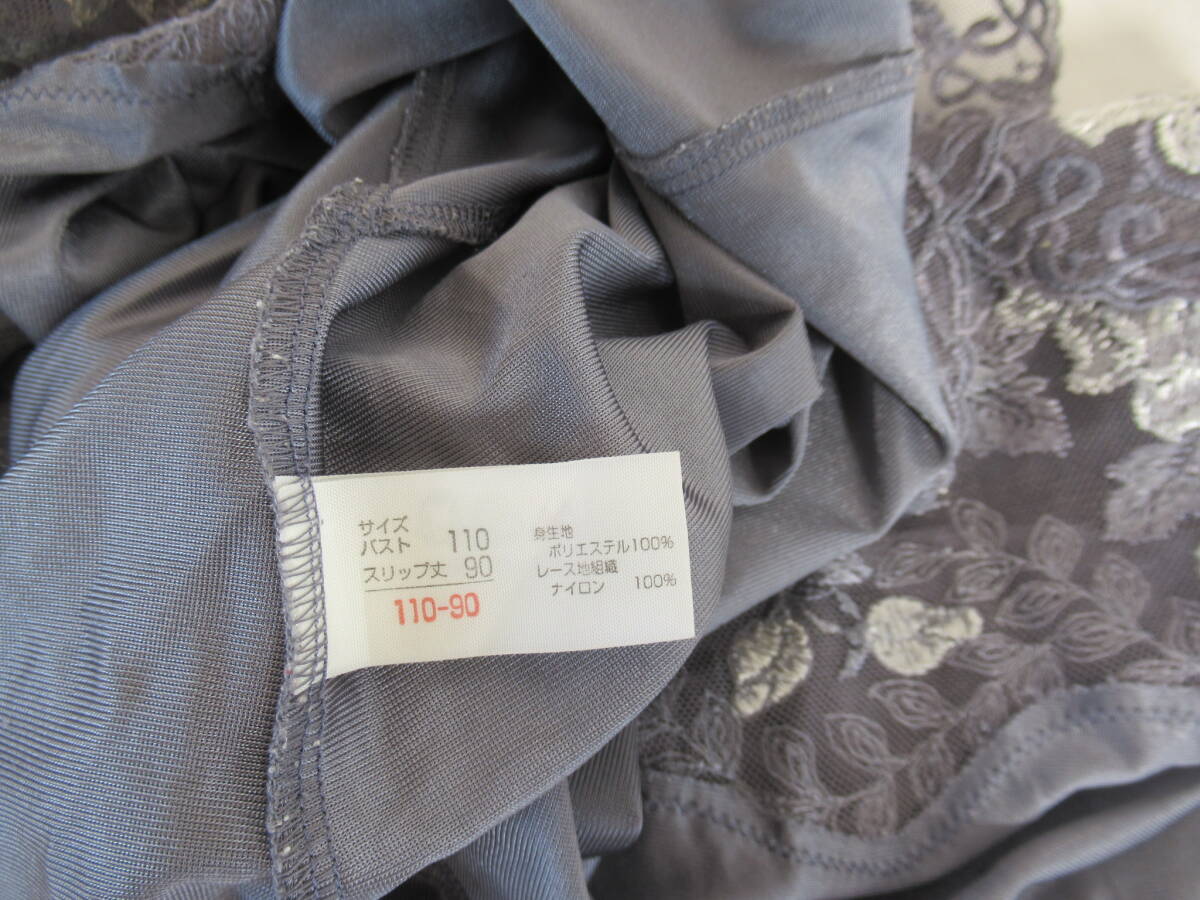 サイズ
バスト 110
スリップ丈 90
110-90
身生地
ポリエステル100%
レース地組織
ナイロン 100%